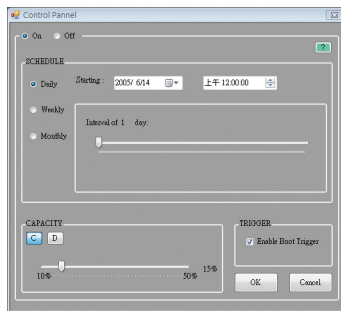 Control Pannel
On Off
?
SCHEDULE
Daily Starting : 2005/ 6/14 上午 12:00:00
Weekly
Interval of 1 day:
Monthly
CAPACITY
C D
10% 50% 15%
TRIGGER
Enable Boot Trigger
OK Cancel